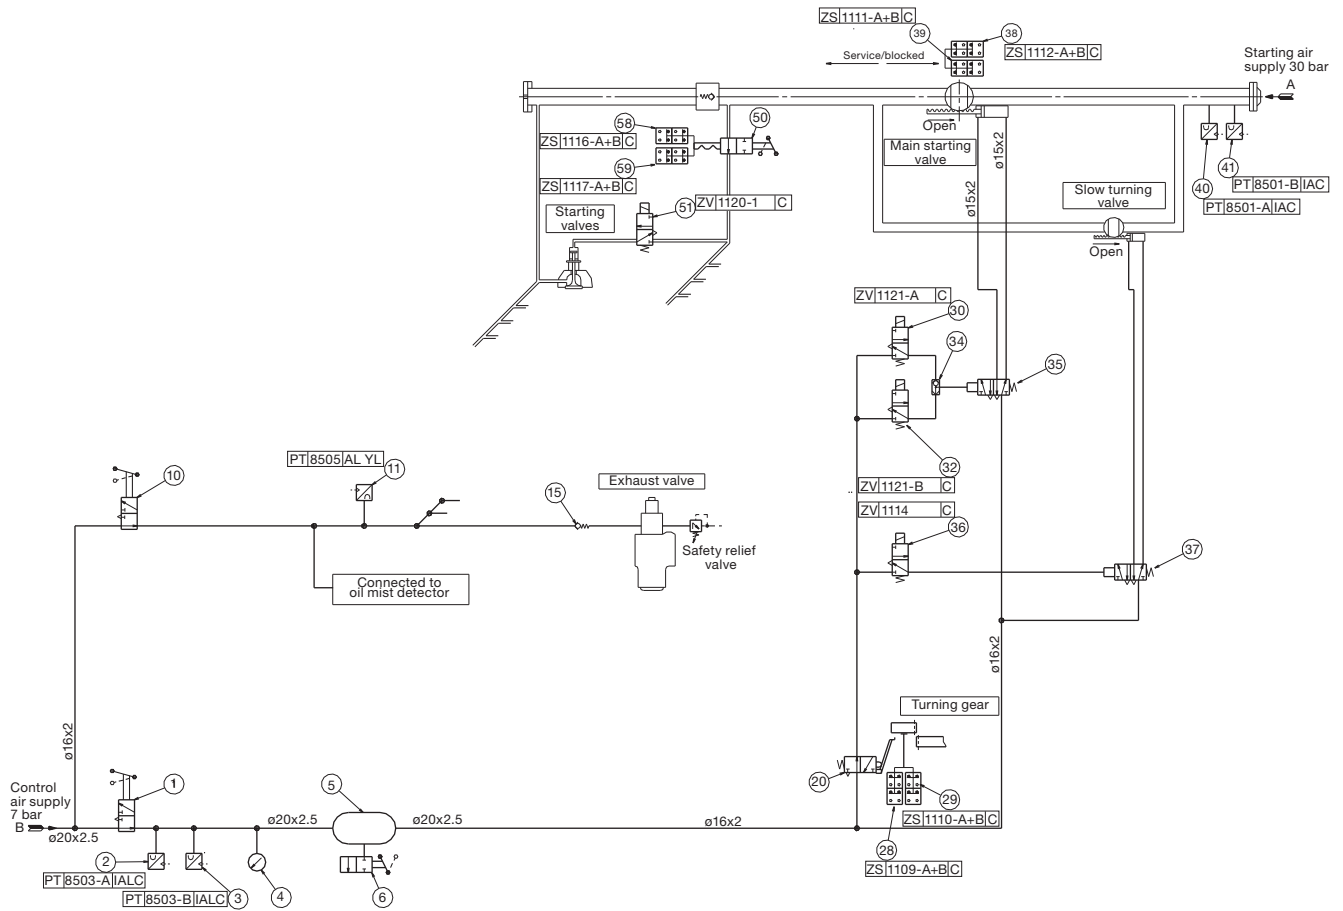 ZS 1111-A+B C
39
38
ZS 1112-A+B C
Service/blocked
Starting air
supply 30 bar
A
58
ZS 1116-A+B C
50
Open
Main starting
valve
ø15x2
ø15x2
59
ZS 1117-A+B C
51
ZV 1120-1 C
Starting
valves
Slow turning
valve
Open
41
PT 8501-B IAC
40
PT 8501-A IAC
ZV 1121-A C
30
34
35
32
ZV 1121-B C
ZV 1114 C
36
37
10
PT 8505 AL YL
11
15
Exhaust valve
Safety relief
valve
Connected to
oil mist detector
ø16x2
ø16x2
Turning gear
20
29
ZS 1110-A+B C
28
ZS 1109-A+B C
Control
air supply
7 bar
B
ø20x2.5
1
5
ø20x2.5
ø20x2.5
ø16x2
2
PT 8503-A IALC
PT 8503-B IALC
3
4
6